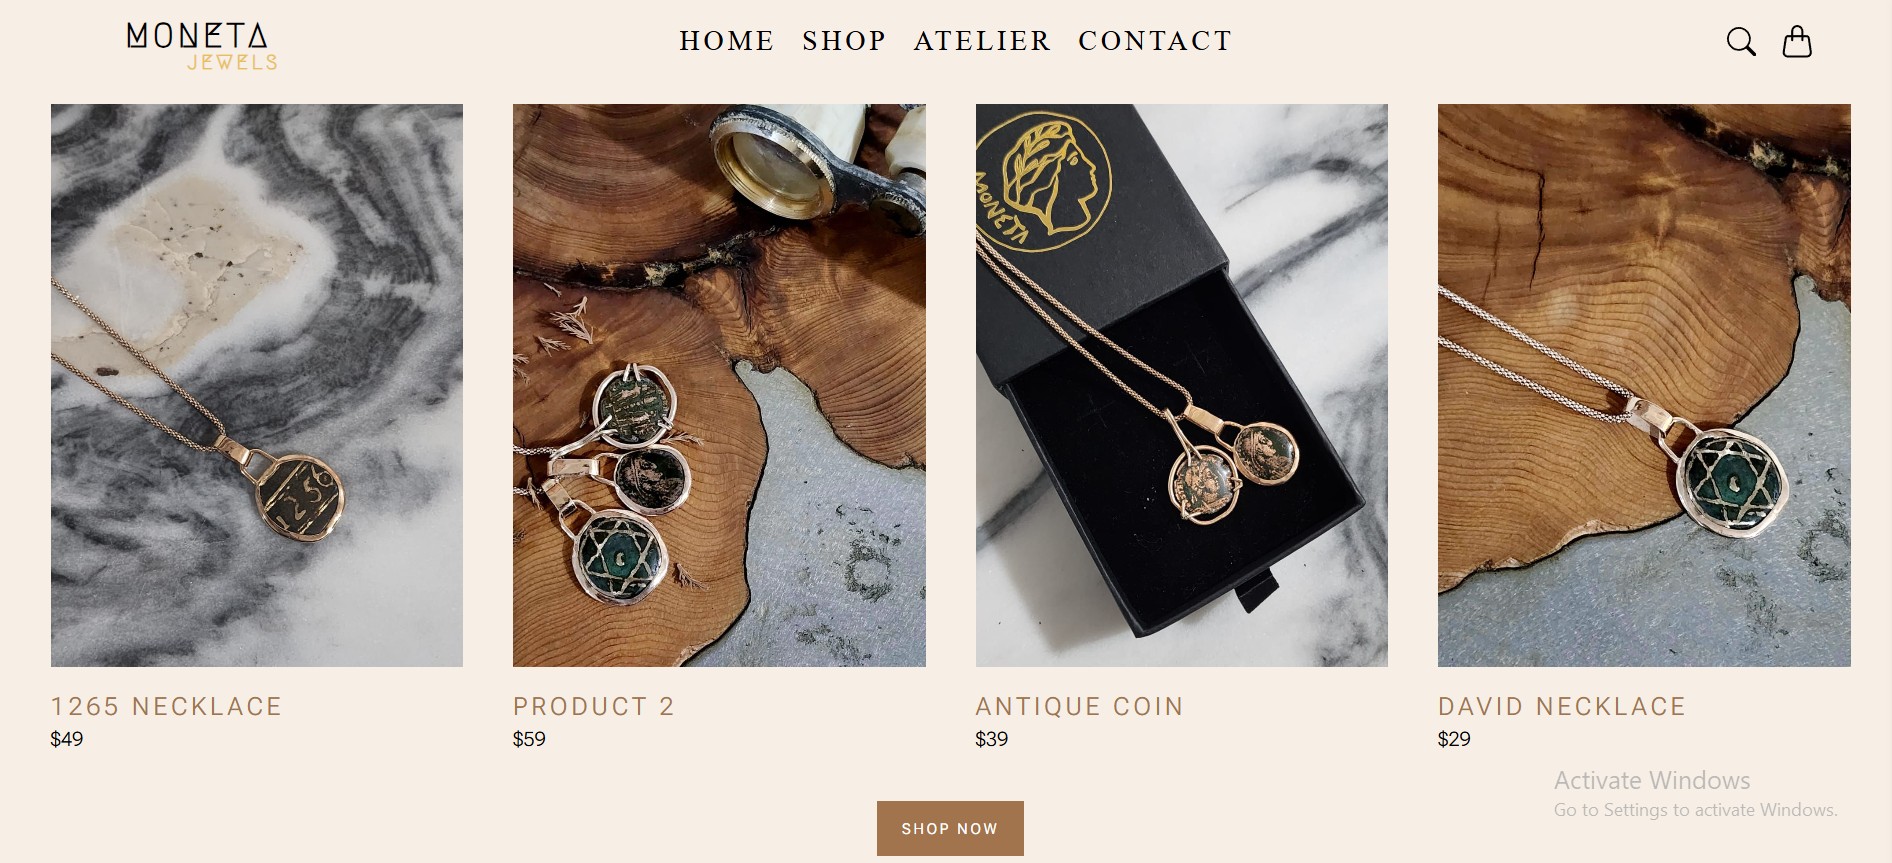 MONETA
JEWELS
HOME SHOP ATELIER CONTACT
MONETA
1250
1265 NECKLACE
$49
PRODUCT 2
$59
ANTIQUE COIN
$39
DAVID NECKLACE
$29
Activate Windows
Go to Settings to activate Windows.
SHOP NOW